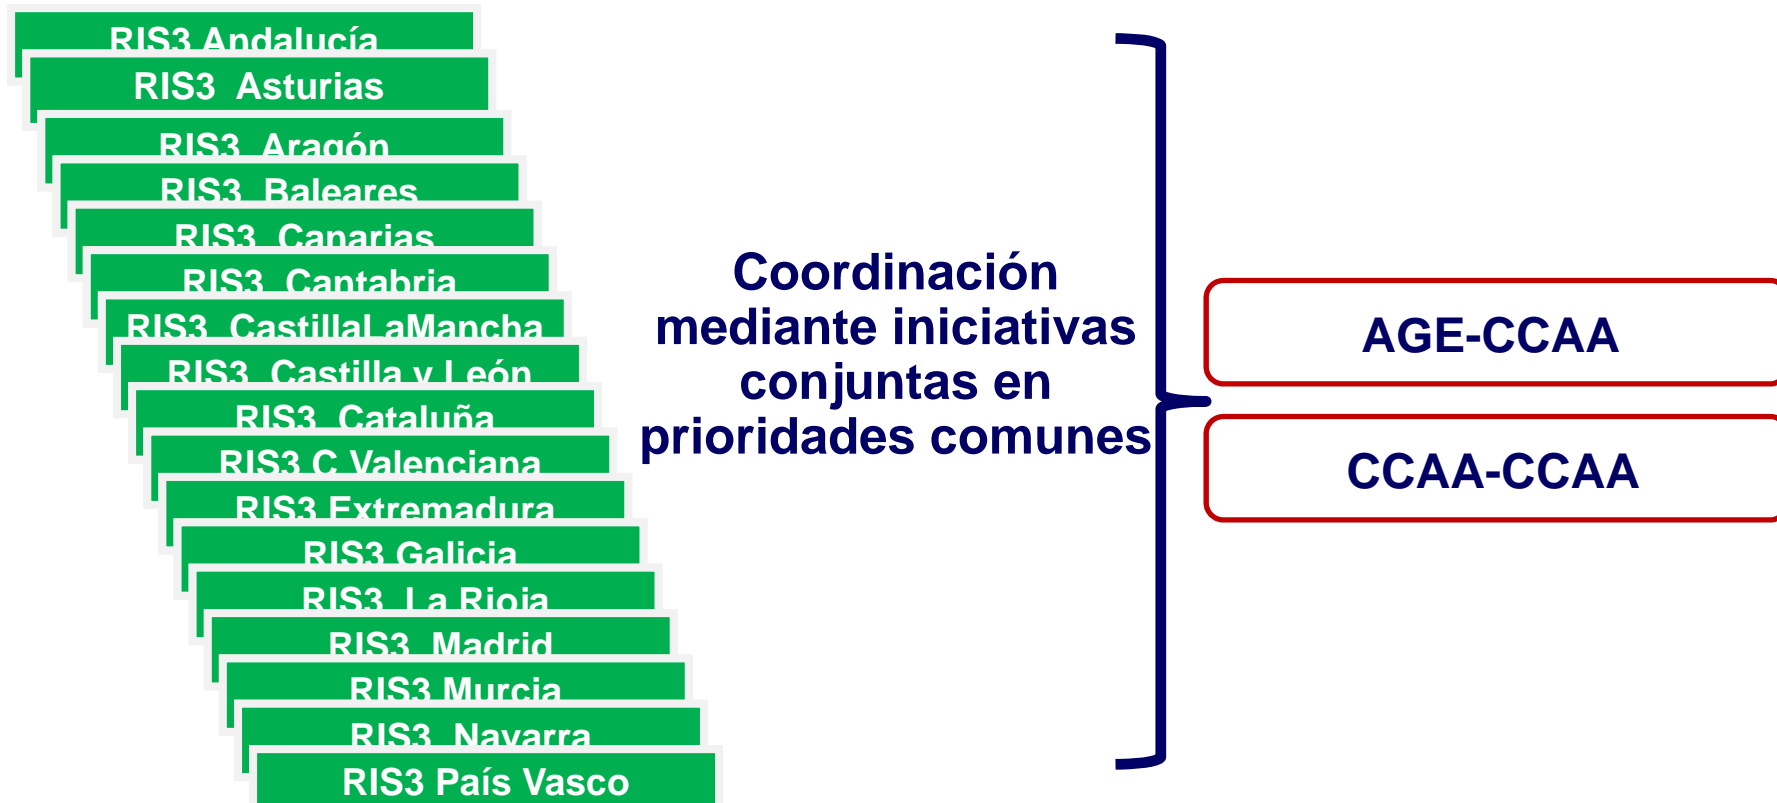 RIS3 Andalucía
RIS3 Asturias
RIS3 Aragón
RIS3 Baleares
RIS3 Canarias
RIS3 Cantabria
RIS3 CastillaLaMancha
RIS3 Castilla y León
RIS3 Cataluña
RIS3 C Valenciana
RIS3 Extremadura
RIS3 Galicia
RIS3 La Rioja
RIS3 Madrid
RIS3 Murcia
RIS3 Navarra
RIS3 País Vasco
Coordinación
mediante iniciativas
conjuntas en
prioridades comunes
AGE-CCAA
CCAA-CCAA